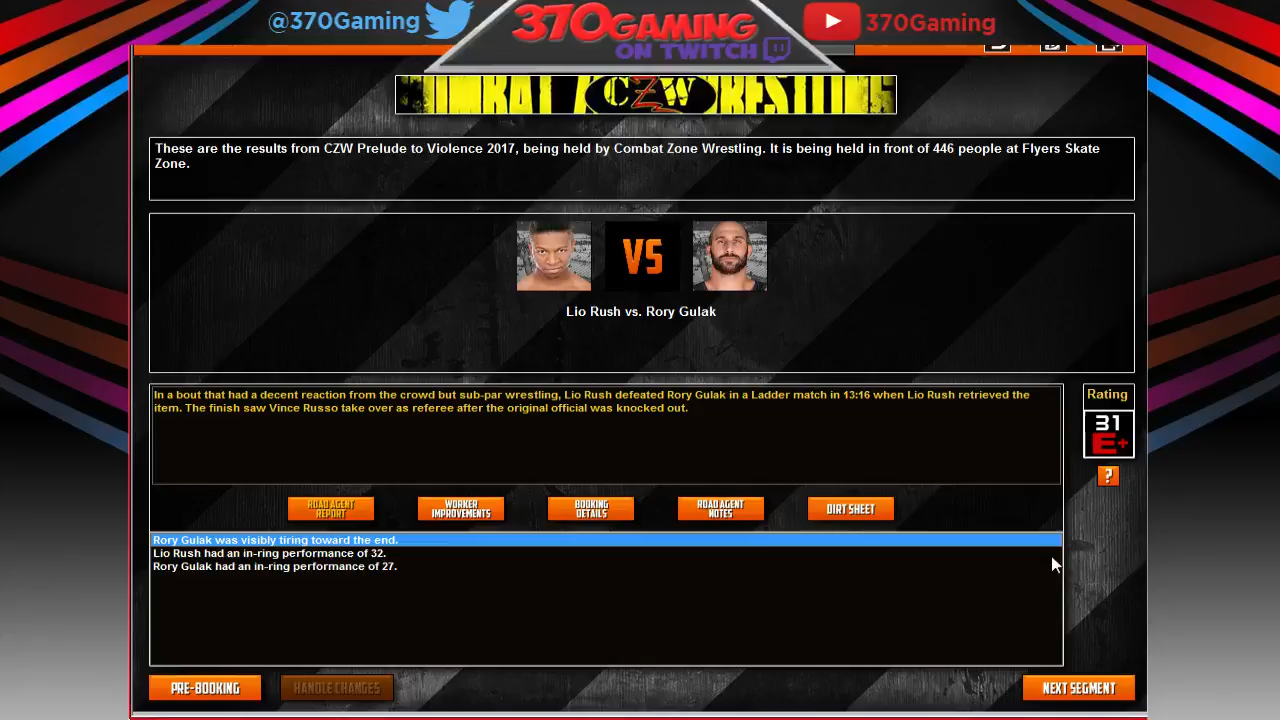 @370Gaming
370GAMING
ON TWITCH
370Gaming
COMBAT ZONE WRESTLING
CZW
These are the results from CZW Prelude to Violence 2017, being held by Combat Zone Wrestling. It is being held in front of 446 people at Flyers Skate
Zone.
VS
Lio Rush vs. Rory Gulak
In a bout that had a decent reaction from the crowd but sub-par wrestling, Lio Rush defeated Rory Gulak in a Ladder match in 13:16 when Lio Rush retrieved the
item. The finish saw Vince Russo take over as referee after the original official was knocked out.
Rating
31
E+
?
ROAD AGENT
REPORT
WORKER
IMPROVEMENTS
BOOKING
DETAILS
ROAD AGENT
NOTES
DIRT SHEET
Rory Gulak was visibly tiring toward the end.
Lio Rush had an in-ring performance of 32.
Rory Gulak had an in-ring performance of 27.
PRE-BOOKING
HANDLE CHANGES
NEXT SEGMENT